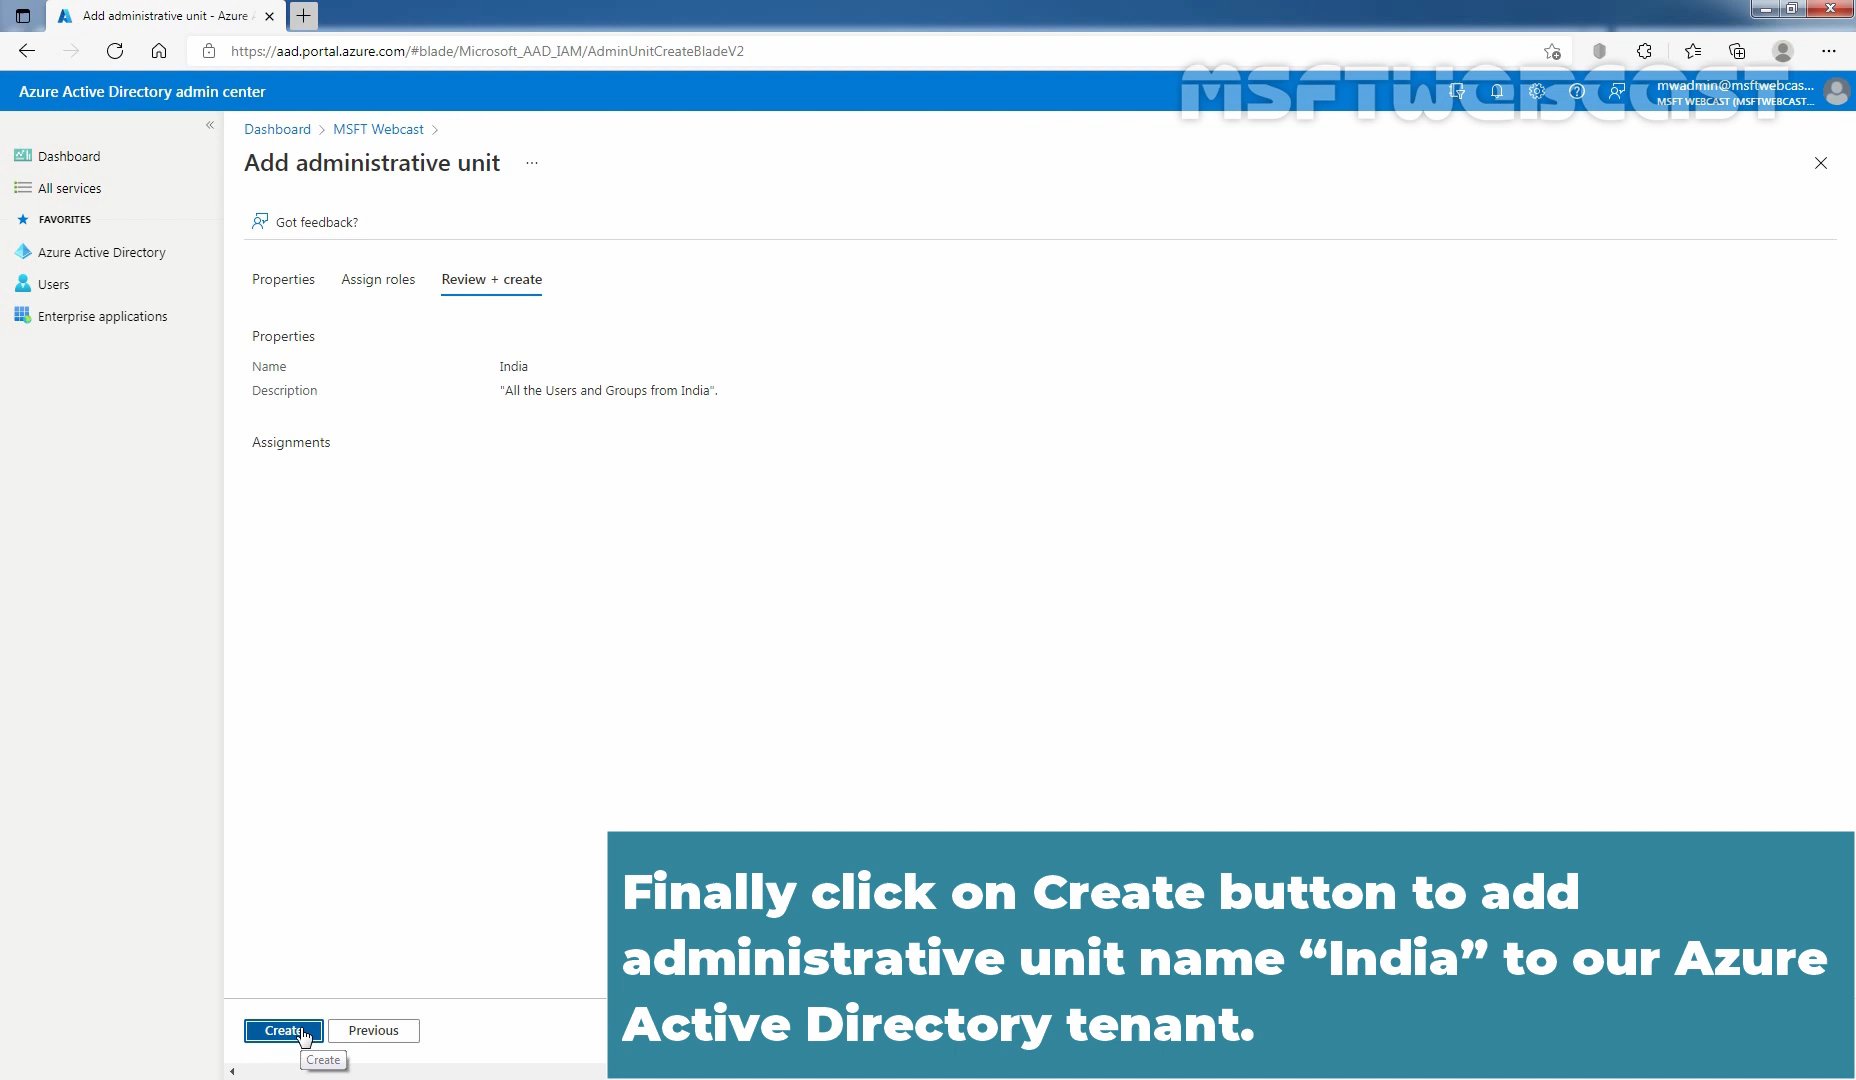 Add administrative unit - Azure A
https://aad.portal.azure.com/#blade/Microsoft_AAD_IAM/AdminUnitCreateBladeV2
Azure Active Directory admin center
MSFTWEBCAST
mwadmin@msftwebcas...
MSFT WEBCAST (MSFTWEBCAST....
Dashboard
All services
FAVORITES
Azure Active Directory
Users
Enterprise applications
Dashboard > MSFT Webcast >
Add administrative unit ...
Got feedback?
Properties Assign roles Review + create
Properties
Name India
Description "All the Users and Groups from India".
Assignments
Create Previous
Create
Finally click on Create button to add
administrative unit name “India” to our Azure
Active Directory tenant.